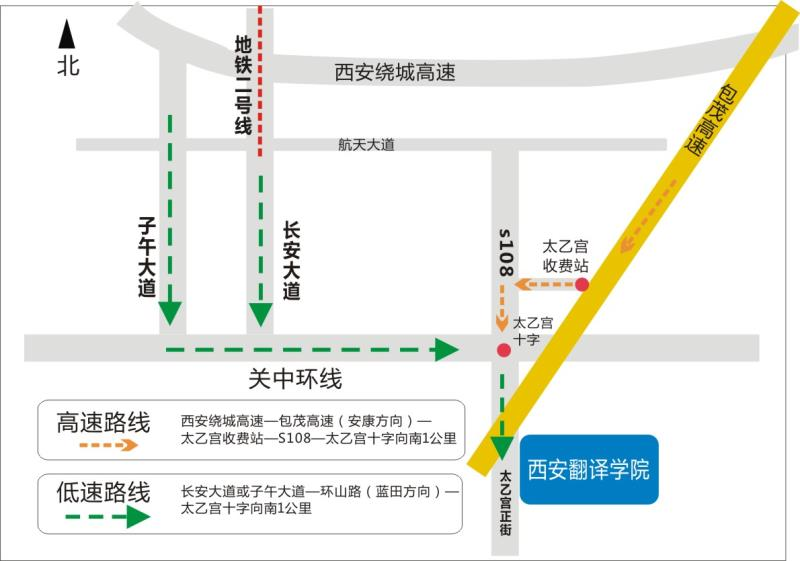 北
地铁二号线
西安绕城高速
包茂高速
航天大道
子午大道
长安大道
s108
太乙宫
收费站
太乙宫
十字
关中环线
高速路线
西安绕城高速—包茂高速（安康方向）—
太乙宫收费站—S108—太乙宫十字向南1公里
低速路线
长安大道或子午大道—环山路（蓝田方向）—
太乙宫十字向南1公里
太乙宫正街
西安翻译学院